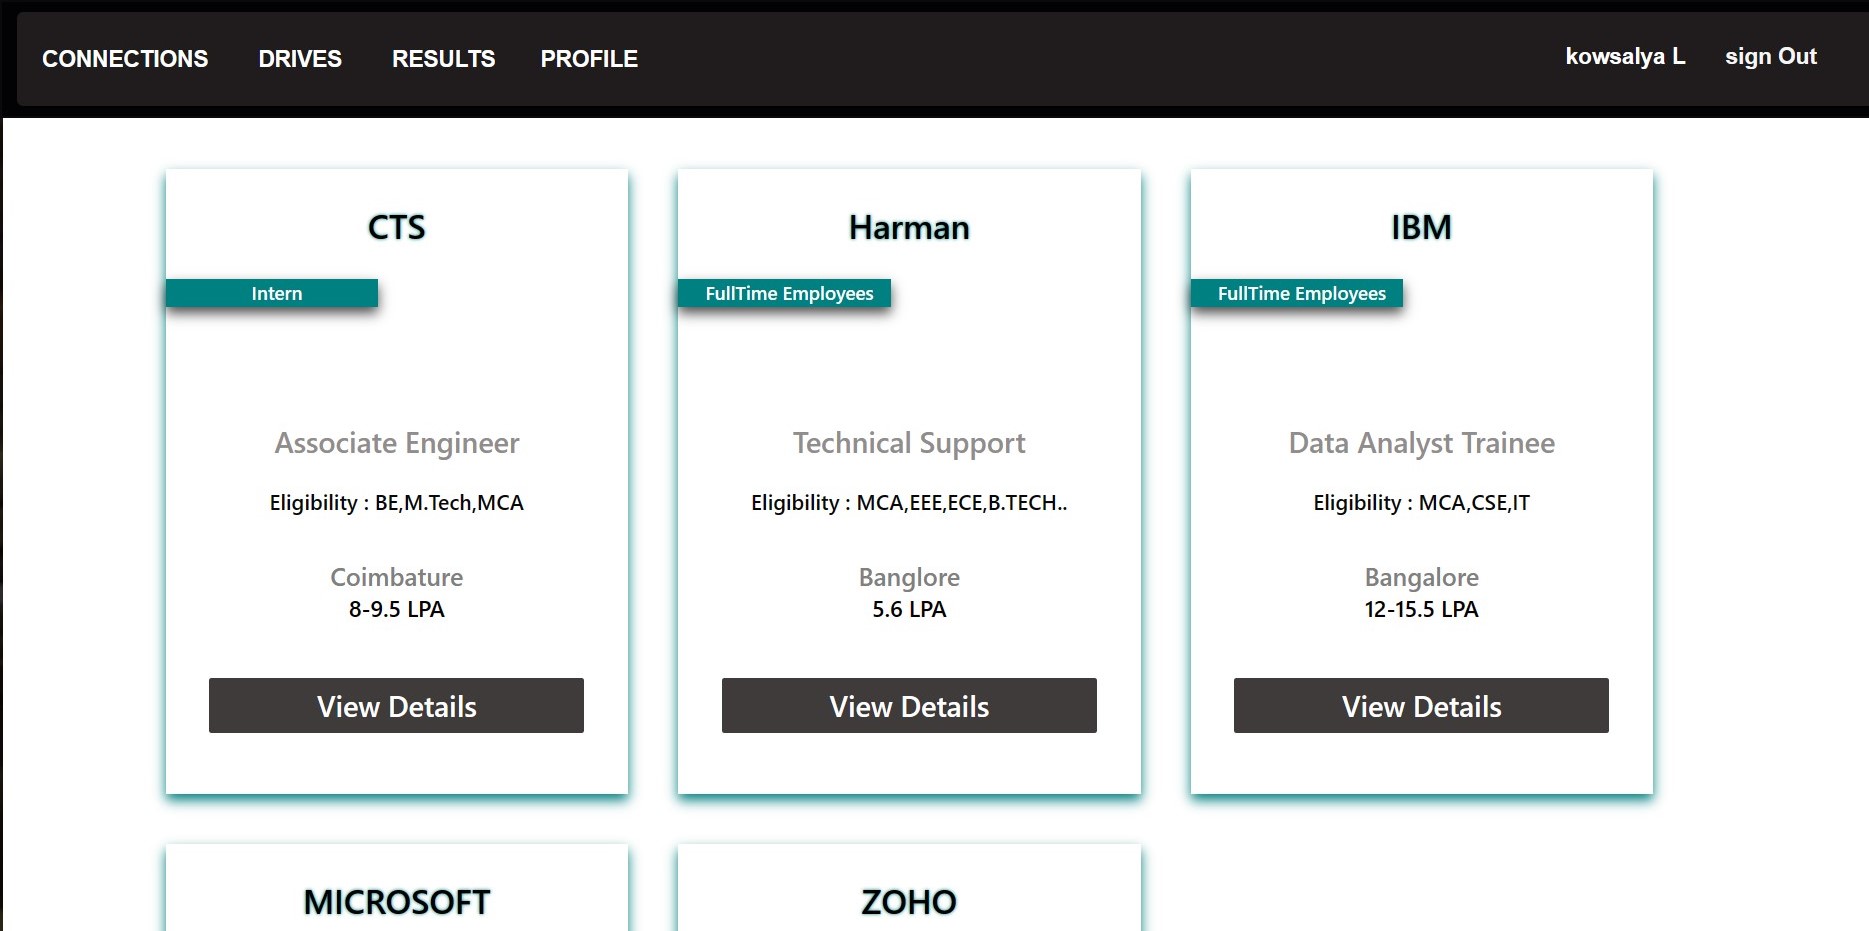 CONNECTIONS DRIVES RESULTS PROFILE kowsalya L sign Out
CTS
Intern
Associate Engineer
Eligibility : BE,M.Tech,MCA
Coimbature
8-9.5 LPA
View Details
Harman
FullTime Employees
Technical Support
Eligibility : MCA,EEE,ECE,B.TECH..
Banglore
5.6 LPA
View Details
IBM
FullTime Employees
Data Analyst Trainee
Eligibility : MCA,CSE,IT
Bangalore
12-15.5 LPA
View Details
MICROSOFT
ZOHO